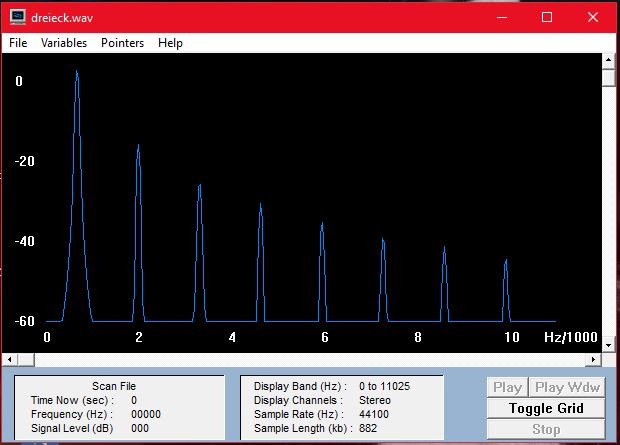 dreieck.wav
File Variables Pointers Help
0
-20
-40
-60
0 2 4 6 8 10 Hz/1000
Scan File
Time Now (sec) : 0
Frequency (Hz) : 00000
Signal Level (dB) 000
Display Band (Hz) : 0 to 11025
Display Channels : Stereo
Sample Rate (Hz) : 44100
Sample Length (kb) : 882
Play Play Wdw
Toggle Grid
Stop